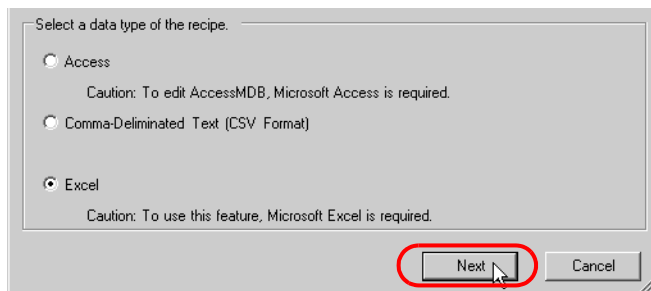 Select a data type of the recipe.
Access
Caution: To edit AccessMDB, Microsoft Access is required.
Comma-Deliminated Text (CSV Format)
Excel
Caution: To use this feature, Microsoft Excel is required.
Next Cancel